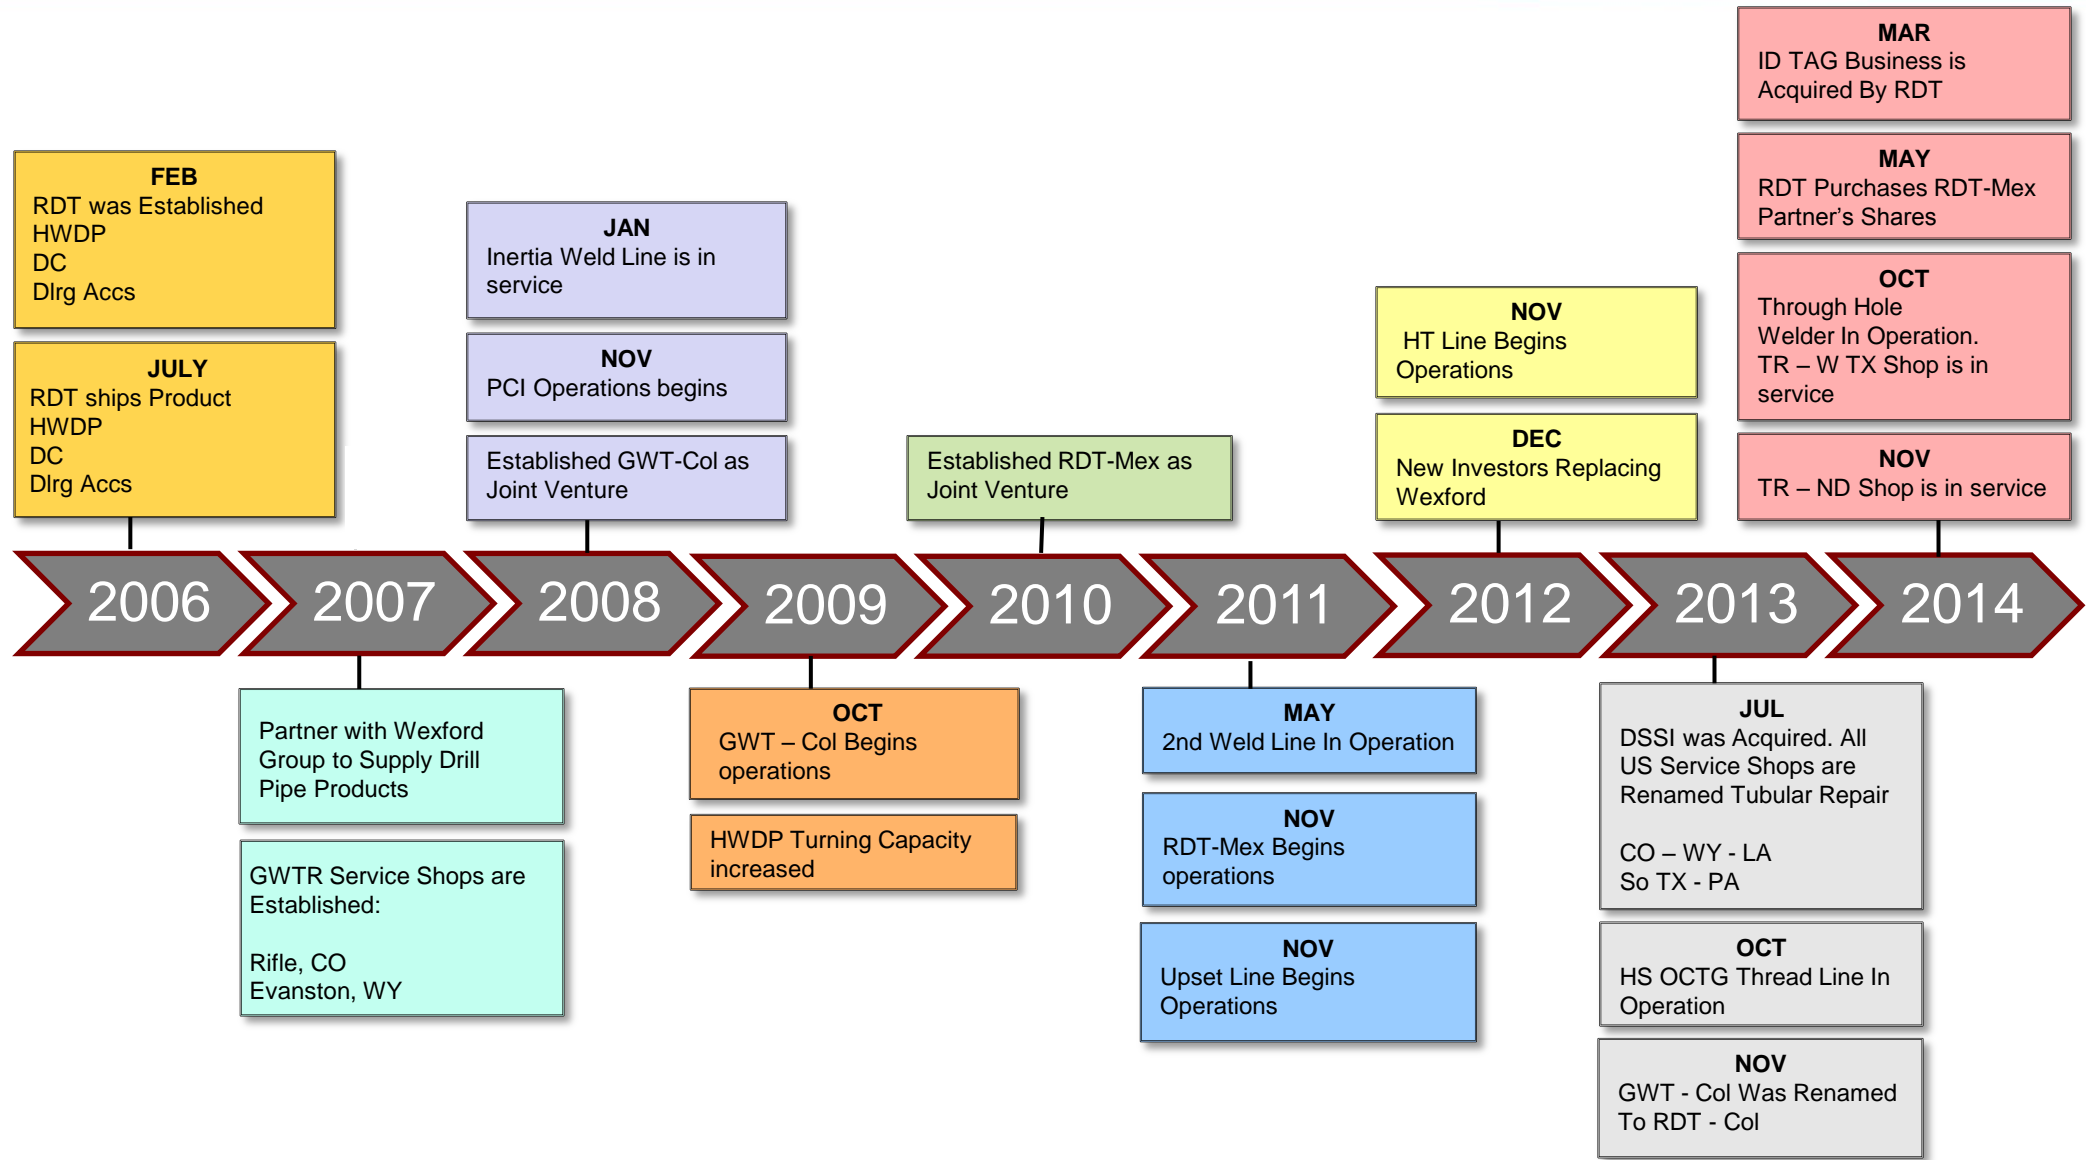 FEB
RDT was Established
HWDP
DC
Dlrg Accs
JULY
RDT ships Product
HWDP
DC
Dlrg Accs
JAN
Inertia Weld Line is in
service
NOV
PCI Operations begins
Established GWT-Col as
Joint Venture
Established RDT-Mex as
Joint Venture
NOV
HT Line Begins
Operations
DEC
New Investors Replacing
Wexford
MAR
ID TAG Business is
Acquired By RDT
MAY
RDT Purchases RDT-Mex
Partner’s Shares
OCT
Through Hole
Welder In Operation.
TR – W TX Shop is in
service
NOV
TR – ND Shop is in service
2006
2007
2008
2009
2010
2011
2012
2013
2014
Partner with Wexford
Group to Supply Drill
Pipe Products
GWTR Service Shops are
Established:
Rifle, CO
Evanston, WY
OCT
GWT – Col Begins
operations
HWDP Turning Capacity
increased
MAY
2nd Weld Line In Operation
NOV
RDT-Mex Begins
operations
NOV
Upset Line Begins
Operations
JUL
DSSI was Acquired. All
US Service Shops are
Renamed Tubular Repair
CO – WY - LA
So TX - PA
OCT
HS OCTG Thread Line In
Operation
NOV
GWT - Col Was Renamed
To RDT - Col